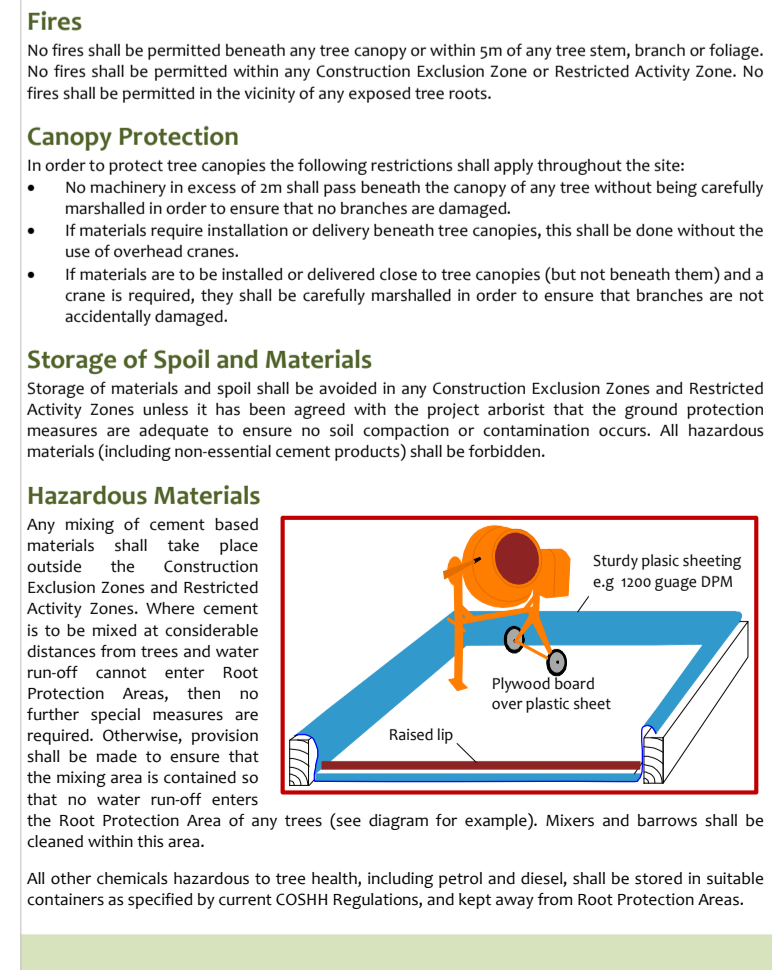 Fires
No fires shall be permitted beneath any tree canopy or within 5m of any tree stem, branch or foliage.
No fires shall be permitted within any Construction Exclusion Zone or Restricted Activity Zone. No
fires shall be permitted in the vicinity of any exposed tree roots.
Canopy Protection
In order to protect tree canopies the following restrictions shall apply throughout the site:
• No machinery in excess of 2m shall pass beneath the canopy of any tree without being carefully
marshalled in order to ensure that no branches are damaged.
• If materials require installation or delivery beneath tree canopies, this shall be done without the
use of overhead cranes.
• If materials are to be installed or delivered close to tree canopies (but not beneath them) and a
crane is required, they shall be carefully marshalled in order to ensure that branches are not
accidentally damaged.
Storage of Spoil and Materials
Storage of materials and spoil shall be avoided in any Construction Exclusion Zones and Restricted
Activity Zones unless it has been agreed with the project arborist that the ground protection
measures are adequate to ensure no soil compaction or contamination occurs. All hazardous
materials (including non-essential cement products) shall be forbidden.
Hazardous Materials
Any mixing of cement based
materials shall take place
outside the Construction
Exclusion Zones and Restricted
Activity Zones. Where cement
is to be mixed at considerable
distances from trees and water
run-off cannot enter Root
Protection Areas, then no
further special measures are
required. Otherwise, provision
shall be made to ensure that
the mixing area is contained so
that no water run-off enters
the Root Protection Area of any trees (see diagram for example). Mixers and barrows shall be
cleaned within this area.
Sturdy plasic sheeting
e.g 1200 guage DPM
Plywood board
over plastic sheet
Raised lip
All other chemicals hazardous to tree health, including petrol and diesel, shall be stored in suitable
containers as specified by current COSHH Regulations, and kept away from Root Protection Areas.